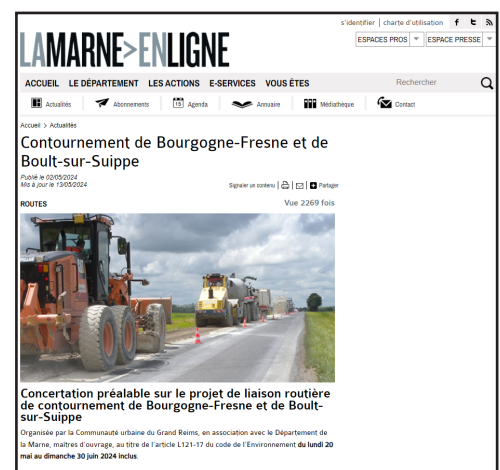 s'identifier | charte d'utilisation
ESPACES PROS ESPACE PRESSE
LAMARNE>ENLIGNE
ACCUEIL LE DÉPARTEMENT LES ACTIONS E-SERVICES VOUS ÊTES Rechercher
Actualités Abonnements 15 Agenda Annuaire Médiathèque Contact
Accueil > Actualités
Contournement de Bourgogne-Fresne et de
Boult-sur-Suippe
Publié le 02/05/2024
Mis à jour le 13/05/2024
Signaler un contenu | | | Partager
ROUTES Vue 2269 fois
Concertation préalable sur le projet de liaison routière
de contournement de Bourgogne-Fresne et de Boult-
sur-Suippe
Organisée par la Communauté urbaine du Grand Reims, en association avec le Département de
la Marne, maîtres d'ouvrage, au titre de l'article L121-17 du code de l'Environnement du lundi 20
mai au dimanche 30 juin 2024 inclus.